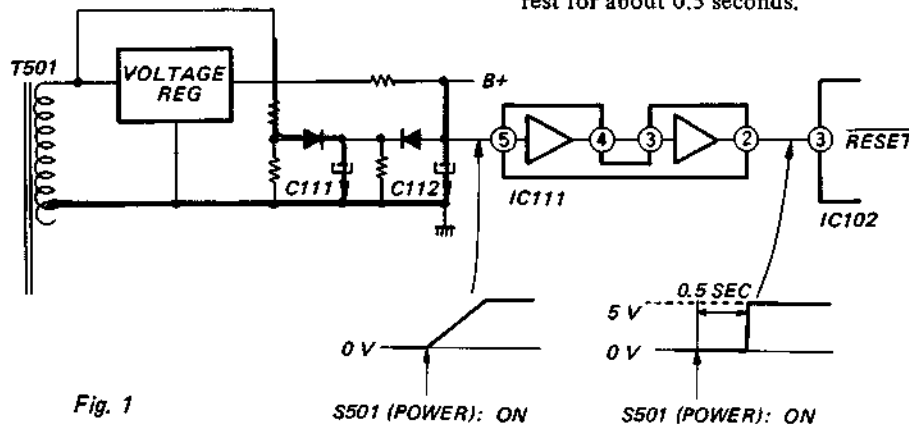 rest for about 0.5 seconds.
T501
VOLTAGE
REG
B+
C111
C112
5
4
3
2
IC111
3
RESET
IC102
0 V
S501 (POWER): ON
0.5 SEC
5 V
0 V
S501 (POWER): ON
Fig. 1